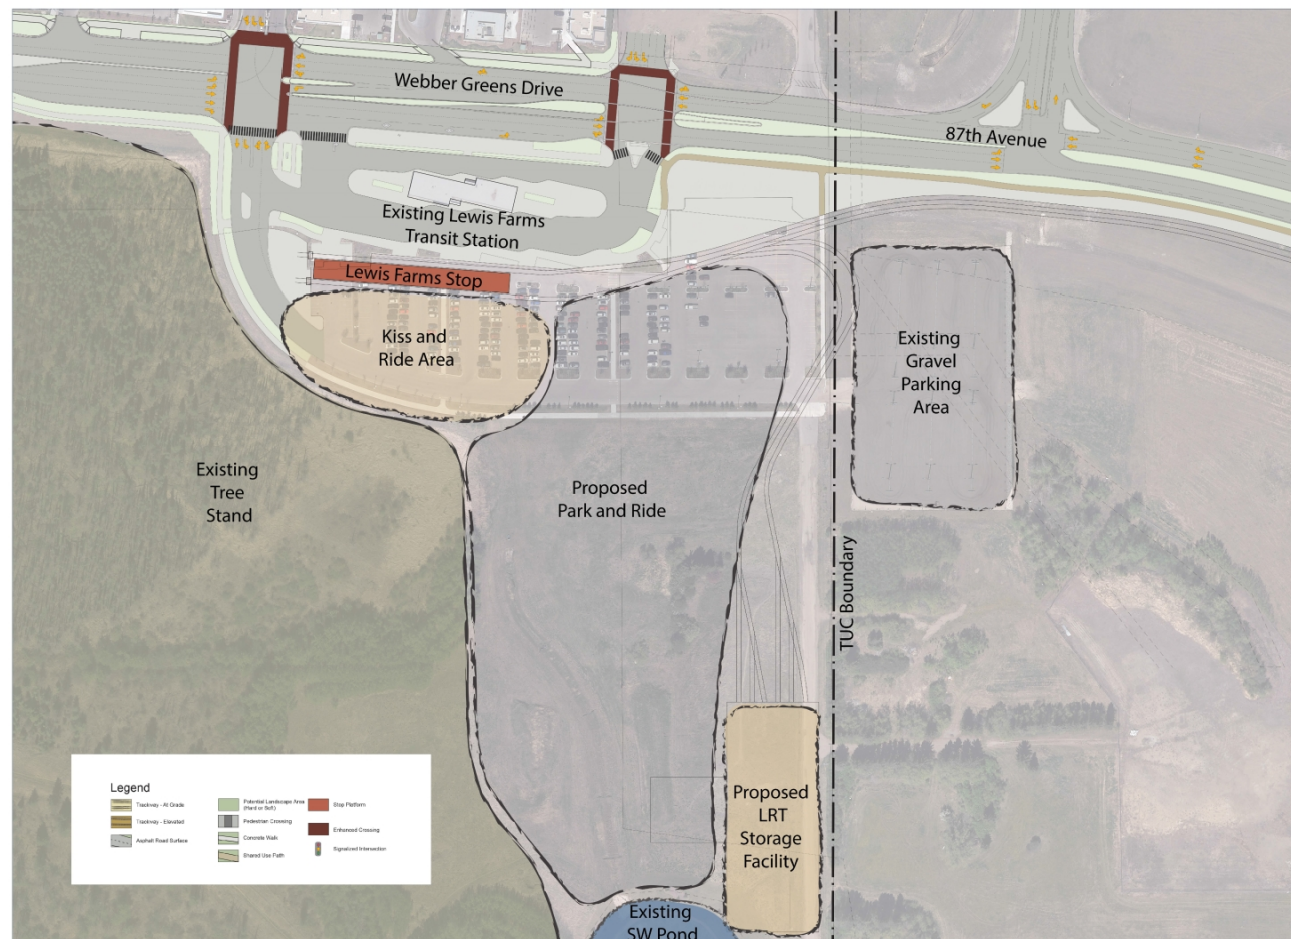 Webber Greens Drive
87th Avenue
Existing Lewis Farms
Transit Station
Lewis Farms Stop
Kiss and
Ride Area
Existing
Gravel
Parking
Area
Existing
Tree
Stand
Proposed
Park and Ride
TUC Boundary
Proposed
LRT
Storage
Facility
Existing
SW Pond
Legend
Trackway - At Grade
Trackway - Elevated
Asphalt Road Surface
Potential Landscape Area
(Hard or Soft)
Pedestrian Crossing
Concrete Walk
Shared Use Path
Stop Platform
Enhanced Crossing
Signalized Intersection